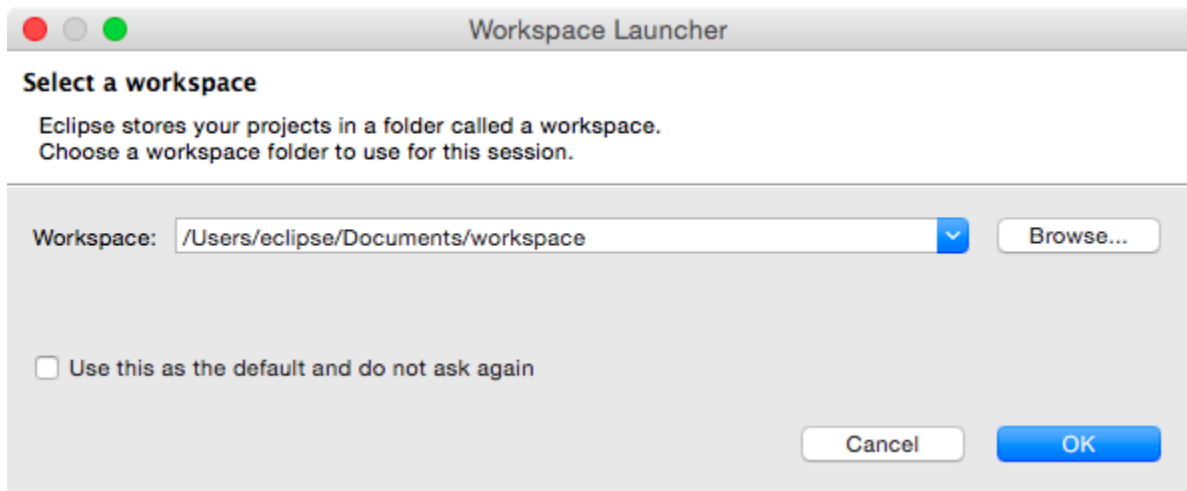 Workspace Launcher
Select a workspace
Eclipse stores your projects in a folder called a workspace.
Choose a workspace folder to use for this session.
Workspace: /Users/eclipse/Documents/workspace Browse...
Use this as the default and do not ask again
Cancel OK